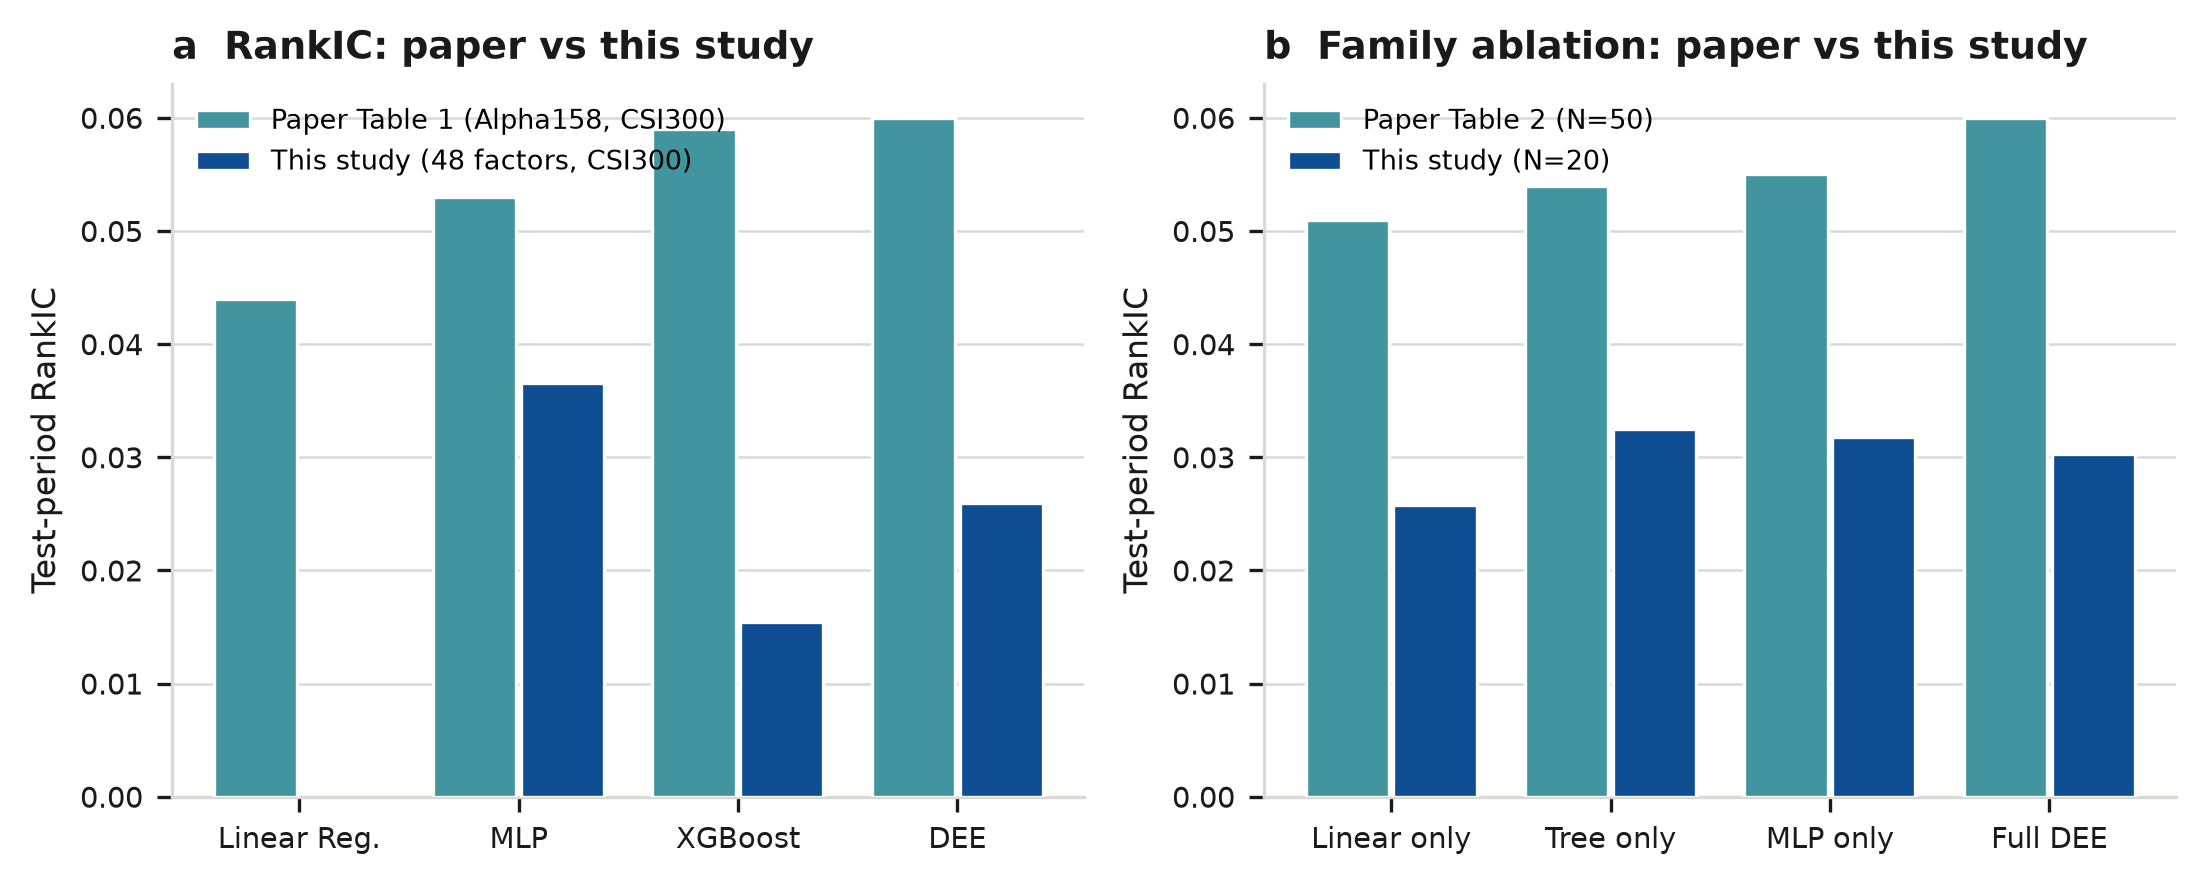 a RankIC: paper vs this study
Paper Table 1 (Alpha158, CSI300)
This study (48 factors, CSI300)
Test-period RankIC
0.06
0.05
0.04
0.03
0.02
0.01
0.00
Linear Reg.
MLP
XGBoost
DEE
b Family ablation: paper vs this study
Paper Table 2 (N=50)
This study (N=20)
Test-period RankIC
0.06
0.05
0.04
0.03
0.02
0.01
0.00
Linear only
Tree only
MLP only
Full DEE